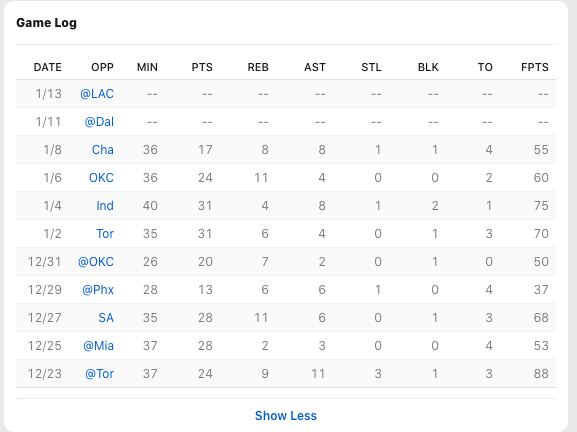 Game Log
DATE OPP MIN PTS REB AST STL BLK TO FPTS
1/13 @LAC -- -- -- -- -- -- -- --
1/11 @Dal -- -- -- -- -- -- -- --
1/8 Cha 36 17 8 8 1 1 4 55
1/6 OKC 36 24 11 4 0 0 2 60
1/4 Ind 40 31 4 8 1 2 1 75
1/2 Tor 35 31 6 4 0 1 3 70
12/31 @OKC 26 20 7 2 0 1 0 50
12/29 @Phx 28 13 6 6 1 0 4 37
12/27 SA 35 28 11 6 0 1 3 68
12/25 @Mia 37 28 2 3 0 0 4 53
12/23 @Tor 37 24 9 11 3 1 3 88
Show Less